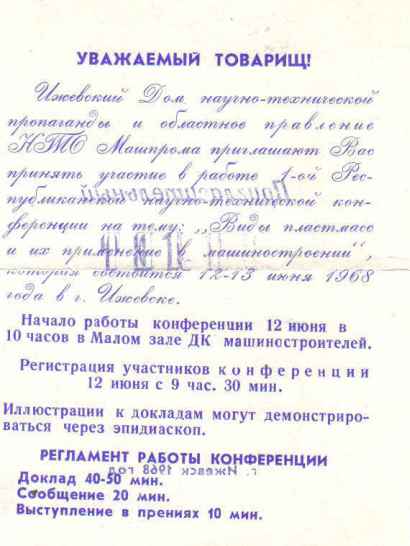 УВАЖАЕМЫЙ ТОВАРИЩ!
Ижевский Дом научно-технической
пропаганды и областное правление
НТО Машпрома приглашают Вас
принять участие в работе 1-ой Рес-
публиканской научно-технической кон-
ференции на тему: „Виды пластмасс
и их применение в машиностроении",
которая состоится 12-13 июня 1968
года в г. Ижевске.
Начало работы конференции 12 июня в
10 часов в Малом зале ДК машиностроителей.
Регистрация участников конференции
12 июня с 9 час. 30 мин.
Иллюстрации к докладам могут демонстриро-
ваться через эпидиаскоп.
РЕГЛАМЕНТ РАБОТЫ КОНФЕРЕНЦИИ
г. Ижевск 1968 год
Доклад 40-50 мин.
Сообщение 20 мин.
Выступление в прениях 10 мин.